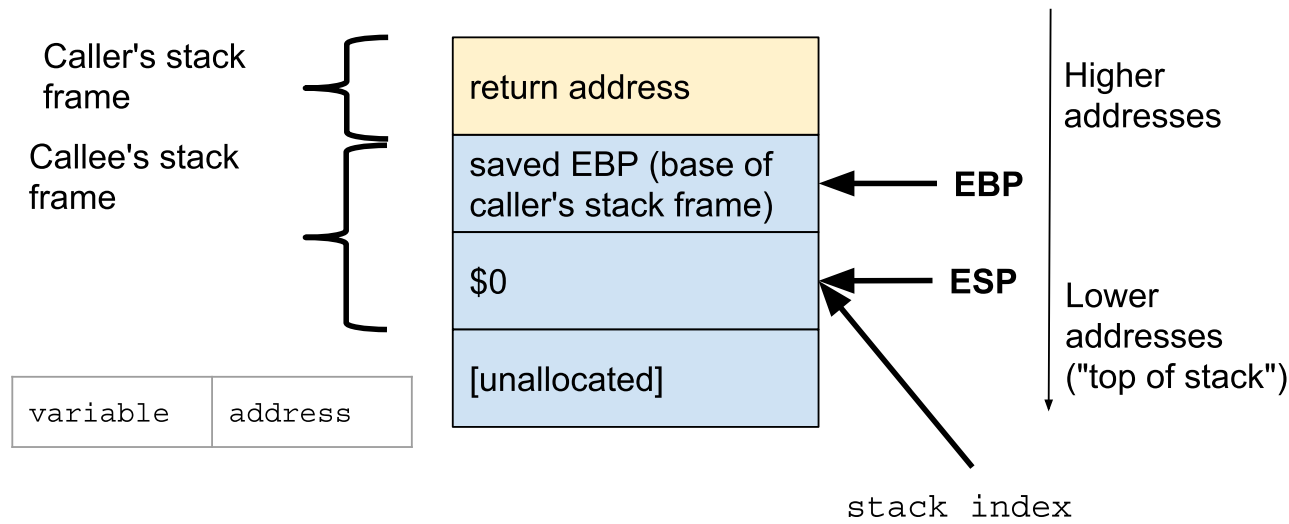 Caller's stack
frame
Callee's stack
frame
return address
saved EBP (base of
caller's stack frame)
$0
[unallocated]
EBP
ESP
Higher
addresses
Lower
addresses
("top of stack")
variable address
stack index